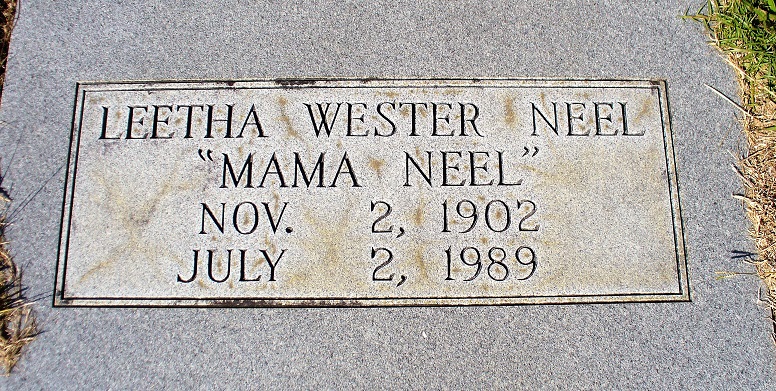 LEETHA WESTER NEEL
"MAMA NEEL"
NOV. 2, 1902
JULY 2, 1989